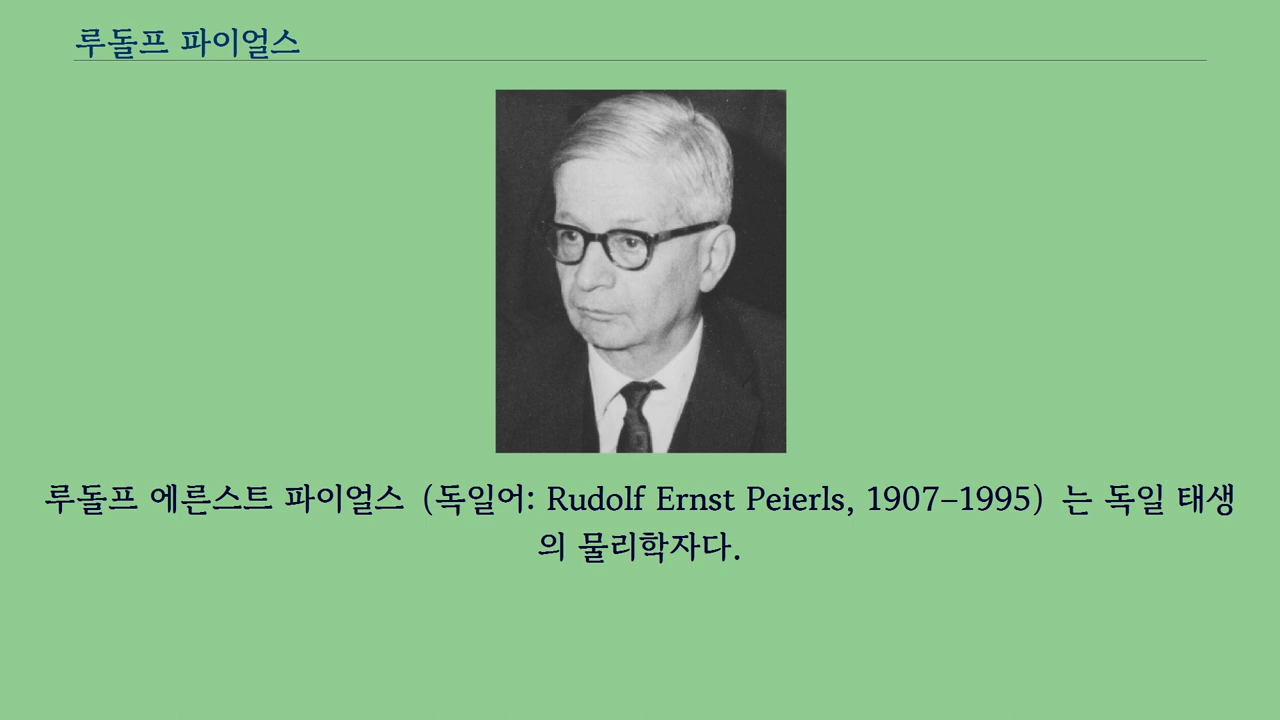 루돌프 파이얼스
루돌프 에른스트 파이얼스 (독일어: Rudolf Ernst Peierls, 1907–1995) 는 독일 태생
의 물리학자다.